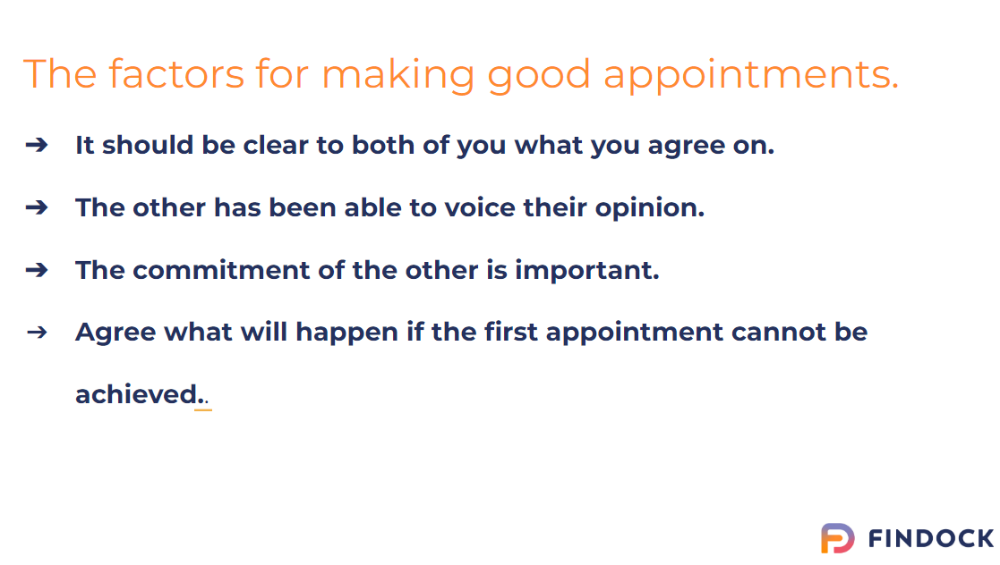 The factors for making good appointments.
➔ It should be clear to both of you what you agree on.
➔ The other has been able to voice their opinion.
➔ The commitment of the other is important.
➔ Agree what will happen if the first appointment cannot be
achieved..
FINDOCK